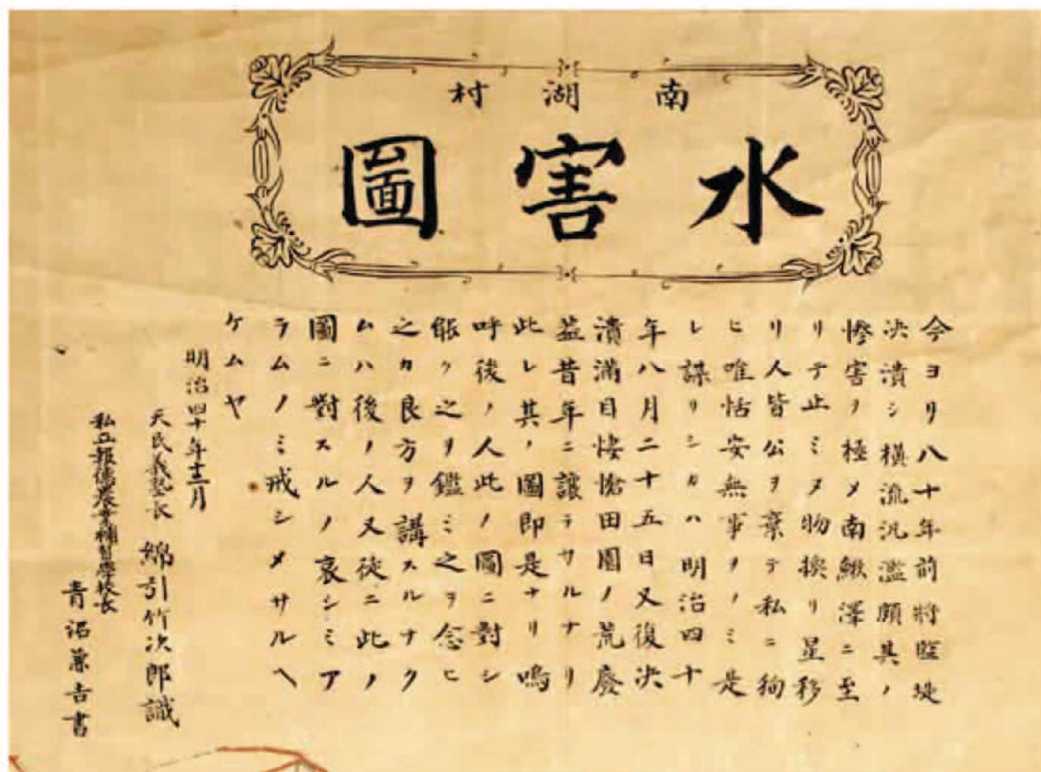 南湖村
水害圖
今ヨリ八十年前將監堤
決潰シ横流汎濫頗其ノ
慘害ヲ極メ南鰍澤ニ至
リテ止ミヌ物換リ星移
リ人皆公ヲ棄テ私ニ徇
ヒ唯恬安無事ヲノミ是
レ謀リシカハ明治四十
年八月二十五日又復決
潰滿目悽愴田園ノ荒廢
益昔年ニ讓ラサルナリ
此レ其ノ圖即是ナリ嗚
呼後ノ人此ノ圖ニ對シ
能ク之ヲ鑑ミ之ヲ念ヒ
之カ良方ヲ講スルナク
ムハ後ノ人又徒ニ此ノ
圖ニ對スルノ哀シミア
ラムノミ戒シメサルヘ
ケムヤ
明治四十年十二月
天民義塾長 綿引竹次郎識
私立報德農業補習學校長
青沼兼吉書